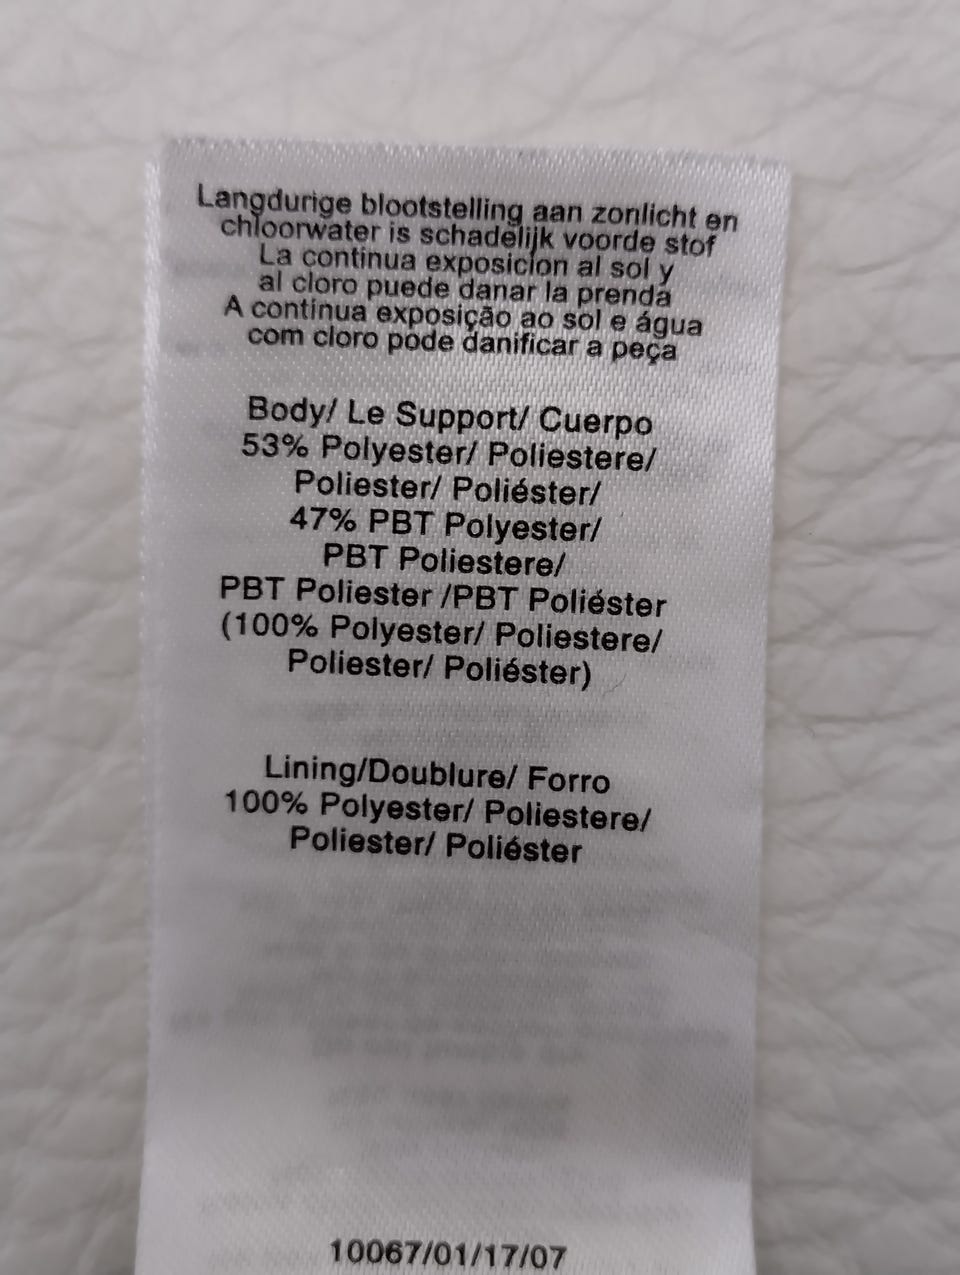 Langdurige blootstelling aan zonlicht en
chloorwater is schadelijk voorde stof
La continua exposicion al sol y
al cloro puede danar la prenda
A continua exposição ao sol e água
com cloro pode danificar a peça
Body/ Le Support/ Cuerpo
53% Polyester/ Poliestere/
Poliester/ Poliéster/
47% PBT Polyester/
PBT Poliestere/
PBT Poliester /PBT Poliéster
(100% Polyester/ Poliestere/
Poliester/ Poliéster)
Lining/Doublure/ Forro
100% Polyester/ Poliestere/
Poliester/ Poliéster
10067/01/17/07